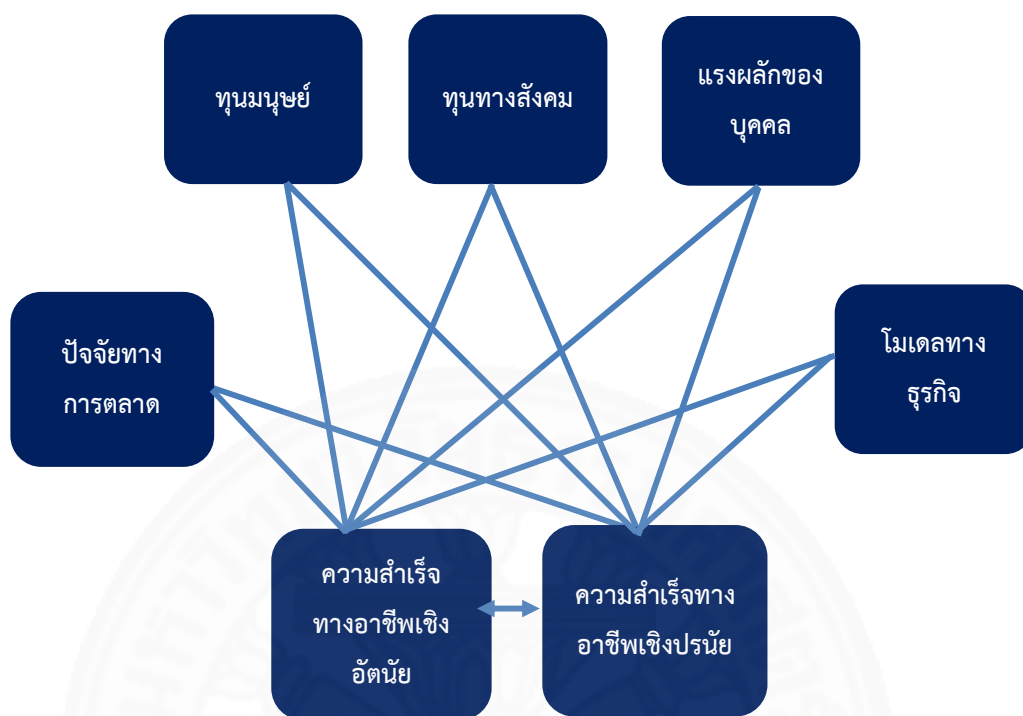 ทุนมนุษย์
ทุนทางสังคม
แรงผลักของ
บุคคล
ปัจจัยทาง
การตลาด
โมเดลทาง
ธุรกิจ
ความสำเร็จ
ทางอาชีพเชิง
อัตนัย
ความสำเร็จทาง
อาชีพเชิงปรนัย